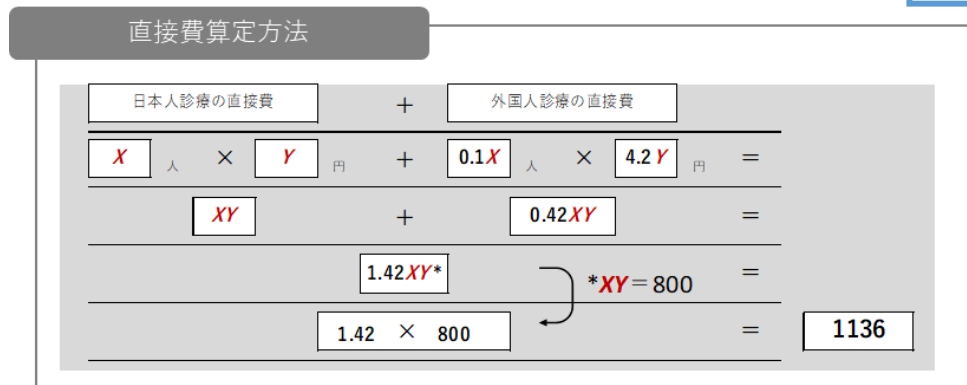 直接費算定方法
日本人診療の直接費 + 外国人診療の直接費
X 人 × Y 円 + 0.1X 人 × 4.2 Y 円 =
XY + 0.42XY =
1.42XY* *XY＝800 =
1.42 × 800 = 1136